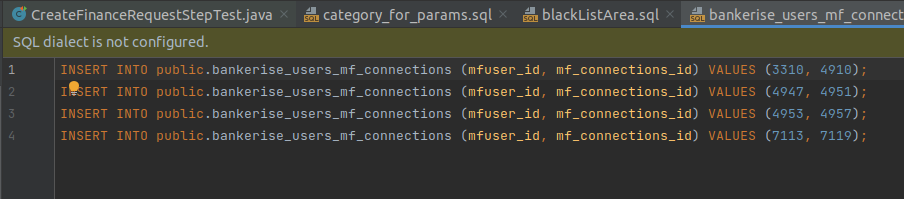 CreateFinanceRequestStepTest.java category_for_params.sql blackListArea.sql bankerise_users_mf_connect
SQL dialect is not configured.
1 INSERT INTO public.bankerise_users_mf_connections (mfuser_id, mf_connections_id) VALUES (3310, 4910);
2 INSERT INTO public.bankerise_users_mf_connections (mfuser_id, mf_connections_id) VALUES (4947, 4951);
3 INSERT INTO public.bankerise_users_mf_connections (mfuser_id, mf_connections_id) VALUES (4953, 4957);
4 INSERT INTO public.bankerise_users_mf_connections (mfuser_id, mf_connections_id) VALUES (7113, 7119);